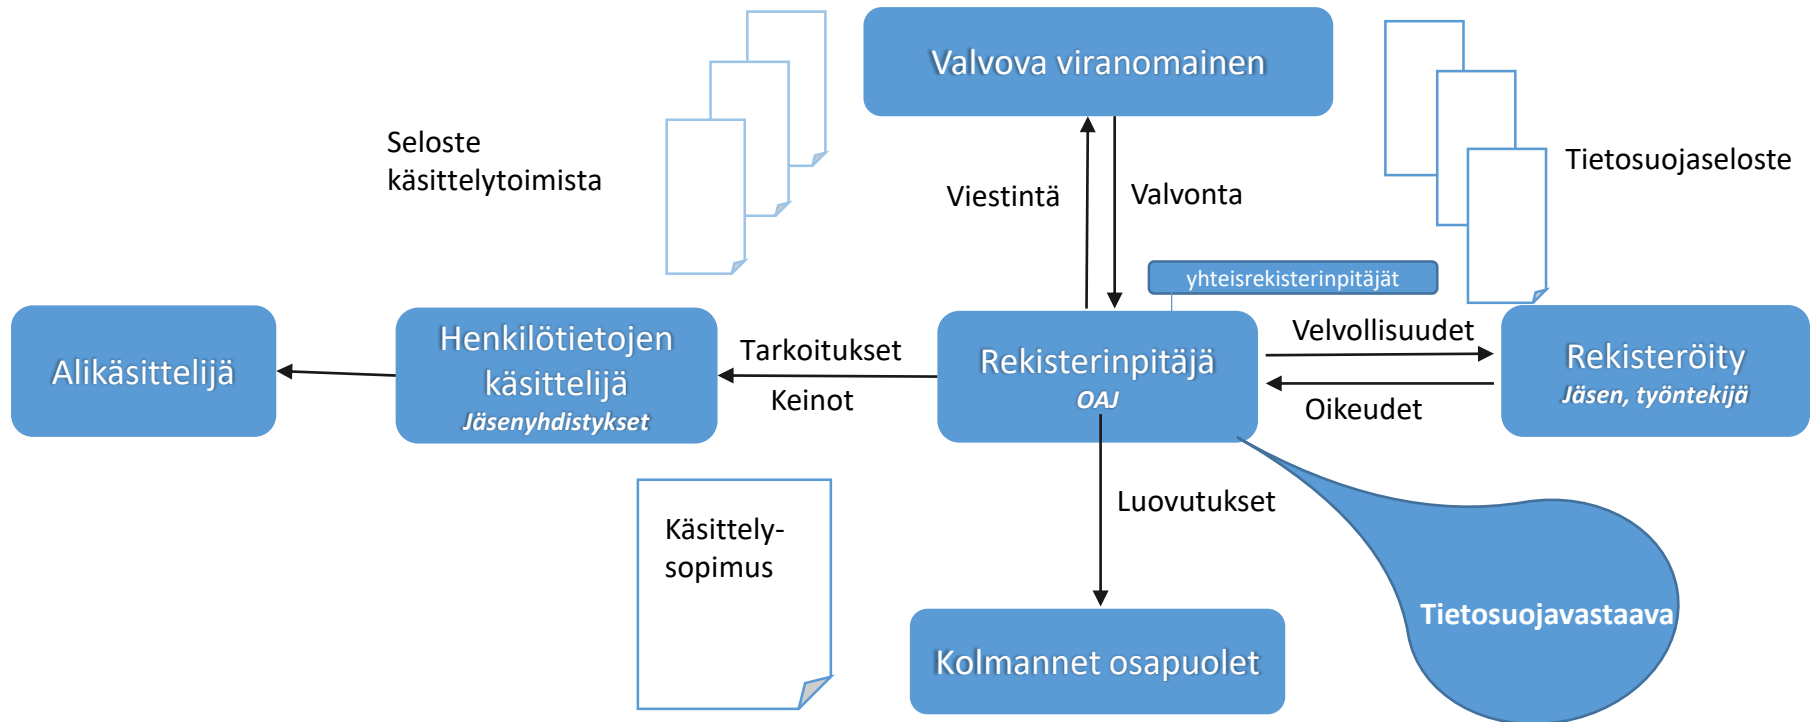 Valvova viranomainen
Seloste
käsittelytoimista
Tietosuojaseloste
Viestintä
Valvonta
yhteisrekisterinpitäjät
Alikäsittelijä
Henkilötietojen
käsittelijä
Jäsenyhdistykset
Tarkoitukset
Keinot
Rekisterinpitäjä
OAJ
Velvollisuudet
Oikeudet
Rekisteröity
Jäsen, työntekijä
Luovutukset
Käsittely-
sopimus
Tietosuojavastaava
Kolmannet osapuolet